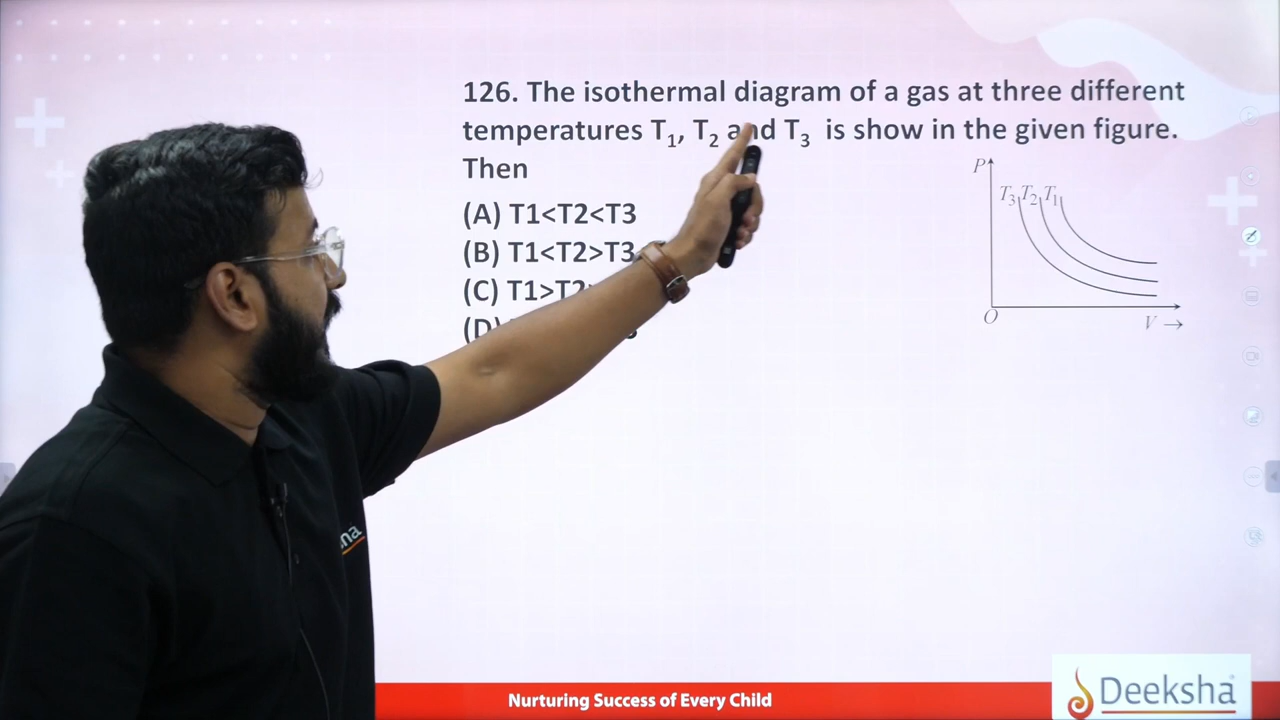 126. The isothermal diagram of a gas at three different
temperatures T₁, T₂ and T₃ is show in the given figure.
Then
P
T₃ T₂ T₁
O
V →
(A) T1<T2<T3
(B) T1<T2>T3
(C) T1>T2
(D)
na
Nurturing Success of Every Child
Deeksha